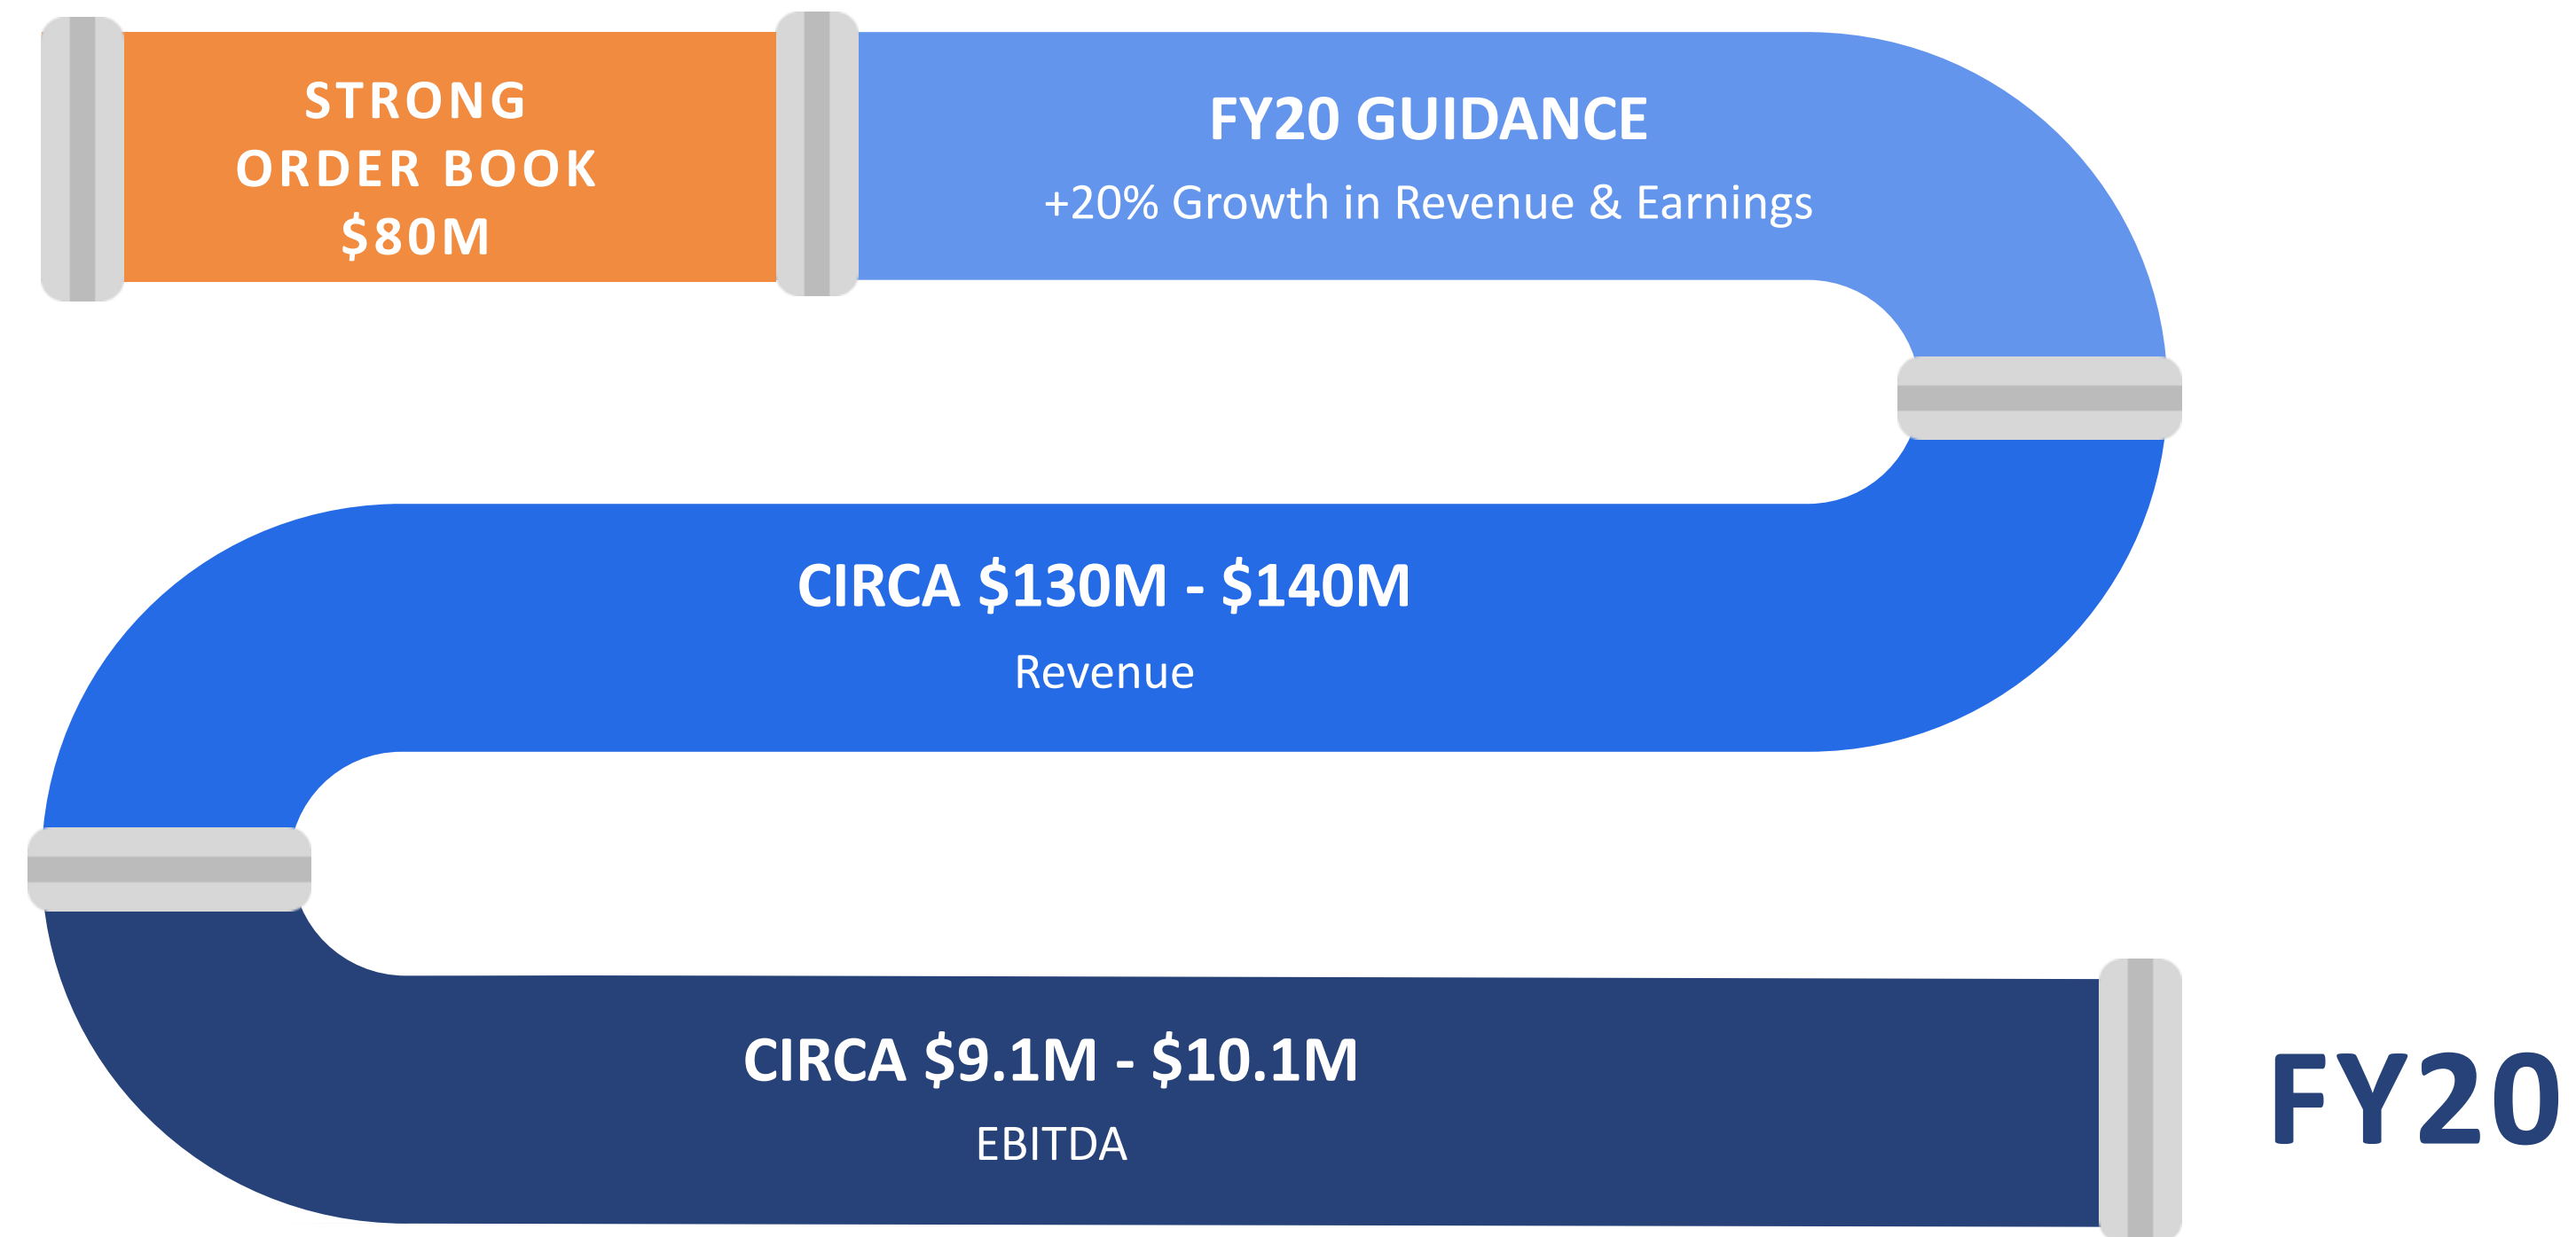 STRONG
ORDER BOOK
$80M
FY20 GUIDANCE
+20% Growth in Revenue & Earnings
CIRCA $130M - $140M
Revenue
CIRCA $9.1M - $10.1M
EBITDA
FY20